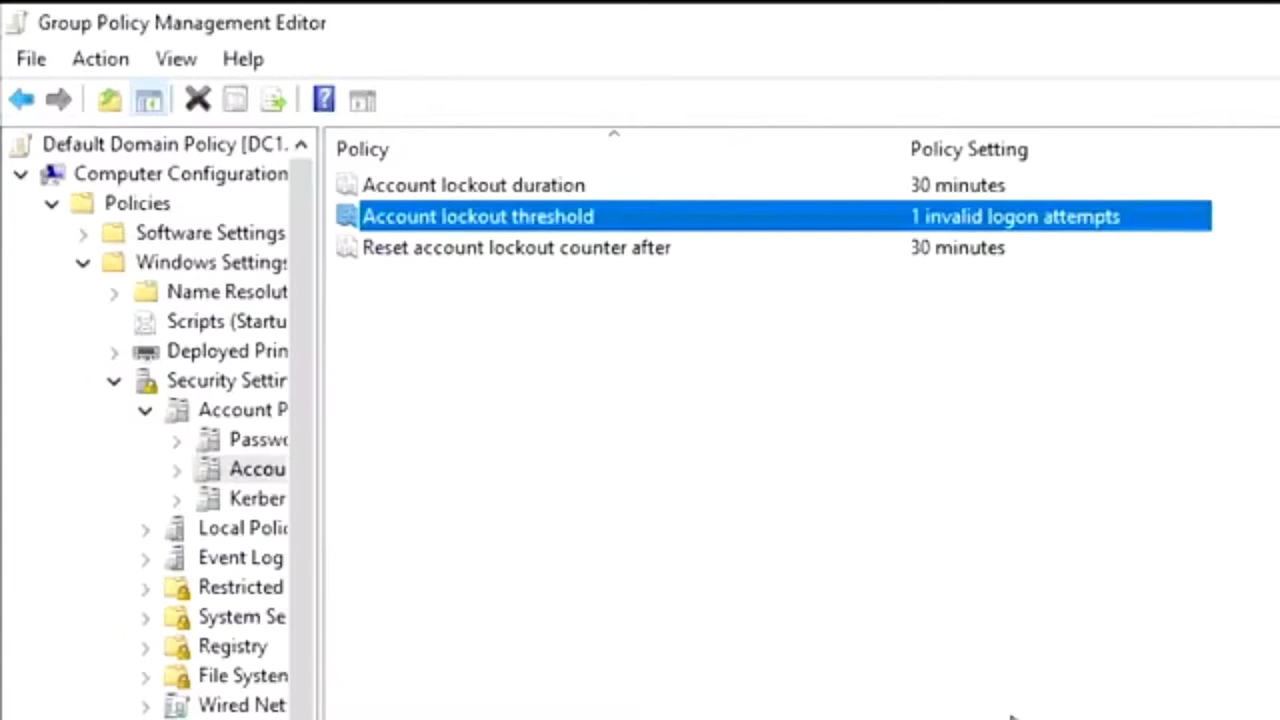 Group Policy Management Editor
File Action View Help
Default Domain Policy [DC1.
Computer Configuration
Policies
Software Settings
Windows Settings
Name Resolut
Scripts (Startu
Deployed Prin
Security Settin
Account P
Passwo
Accou
Kerber
Local Polic
Event Log
Restricted
System Se
Registry
File System
Wired Net
Policy Policy Setting
Account lockout duration 30 minutes
Account lockout threshold 1 invalid logon attempts
Reset account lockout counter after 30 minutes